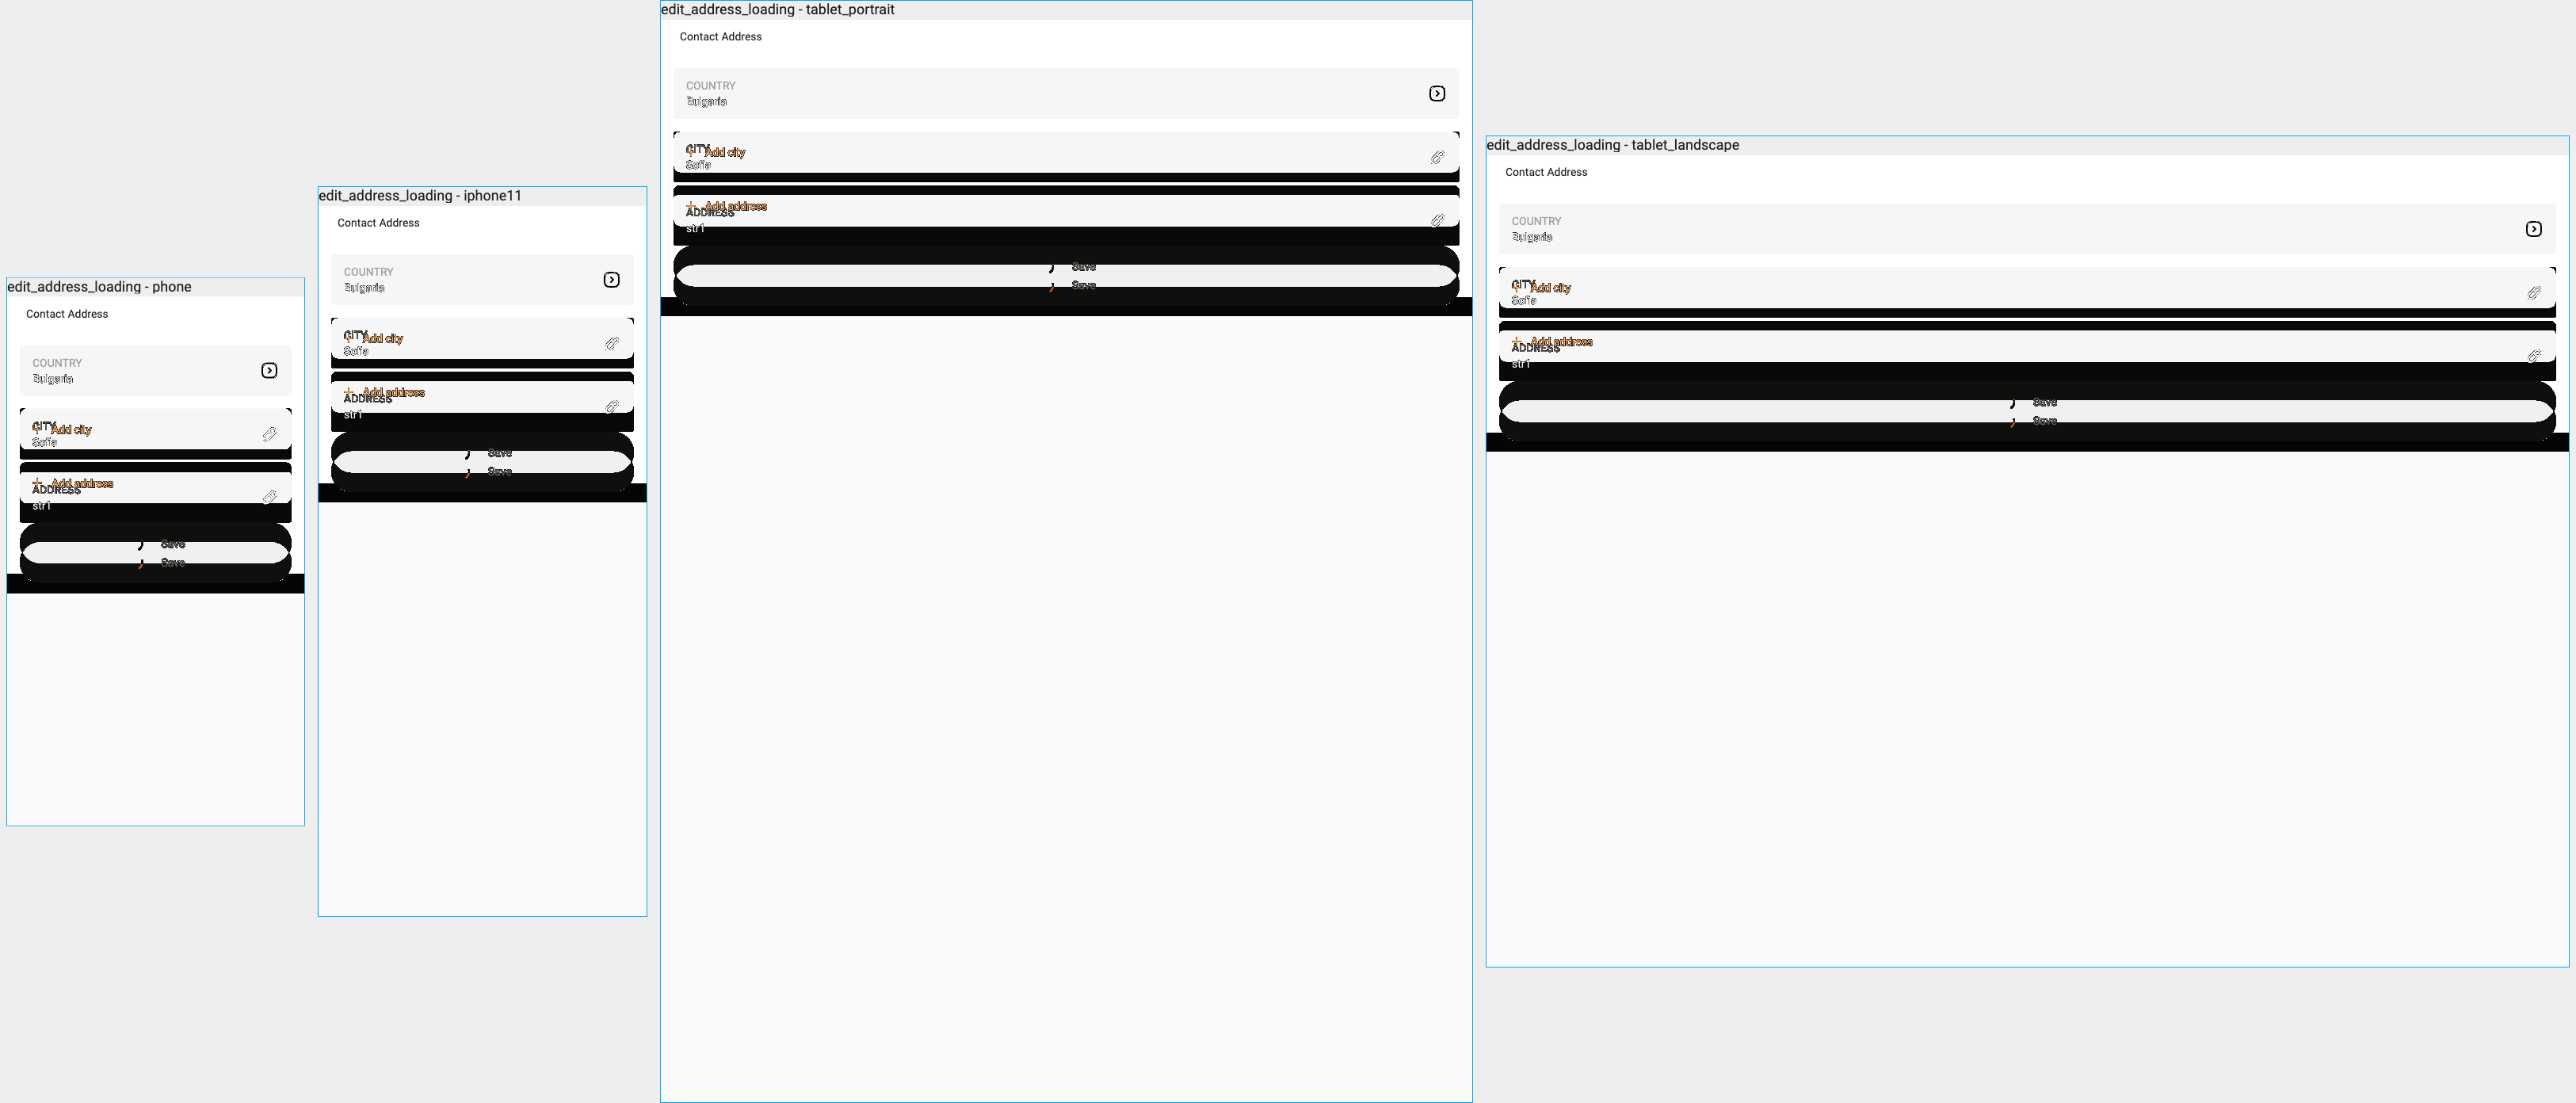 edit_address_loading - tablet_portrait
Contact Address
COUNTRY
Bulgaria
CITY
Add city
Sofia
Add address
ADDRESS
str1
Save
Save
edit_address_loading - tablet_landscape
Contact Address
COUNTRY
Bulgaria
CITY
Add city
Sofia
Add address
ADDRESS
str1
Save
Save
edit_address_loading - iphone11
Contact Address
COUNTRY
Bulgaria
CITY
Add city
Sofia
Add address
ADDRESS
str1
Save
Save
edit_address_loading - phone
Contact Address
COUNTRY
Bulgaria
CITY
Add city
Sofia
Add address
ADDRESS
str1
Save
Save